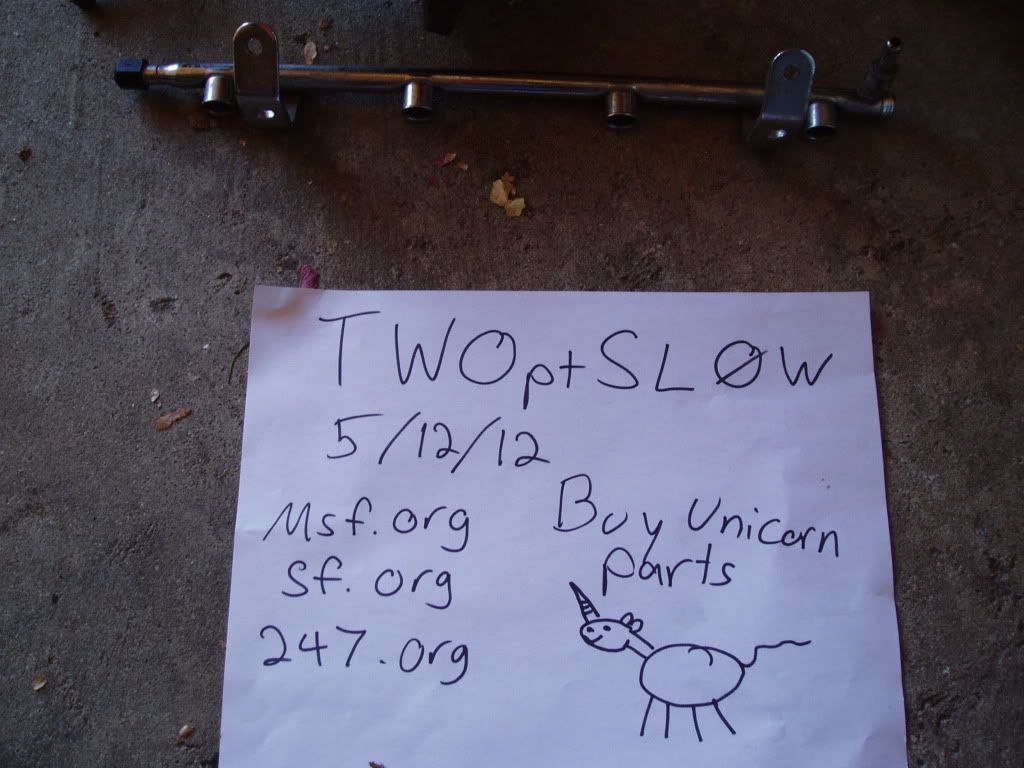 TWOptSLØW
5/12/12
Msf.org
Sf.org
247.org
Buy Unicorn
parts